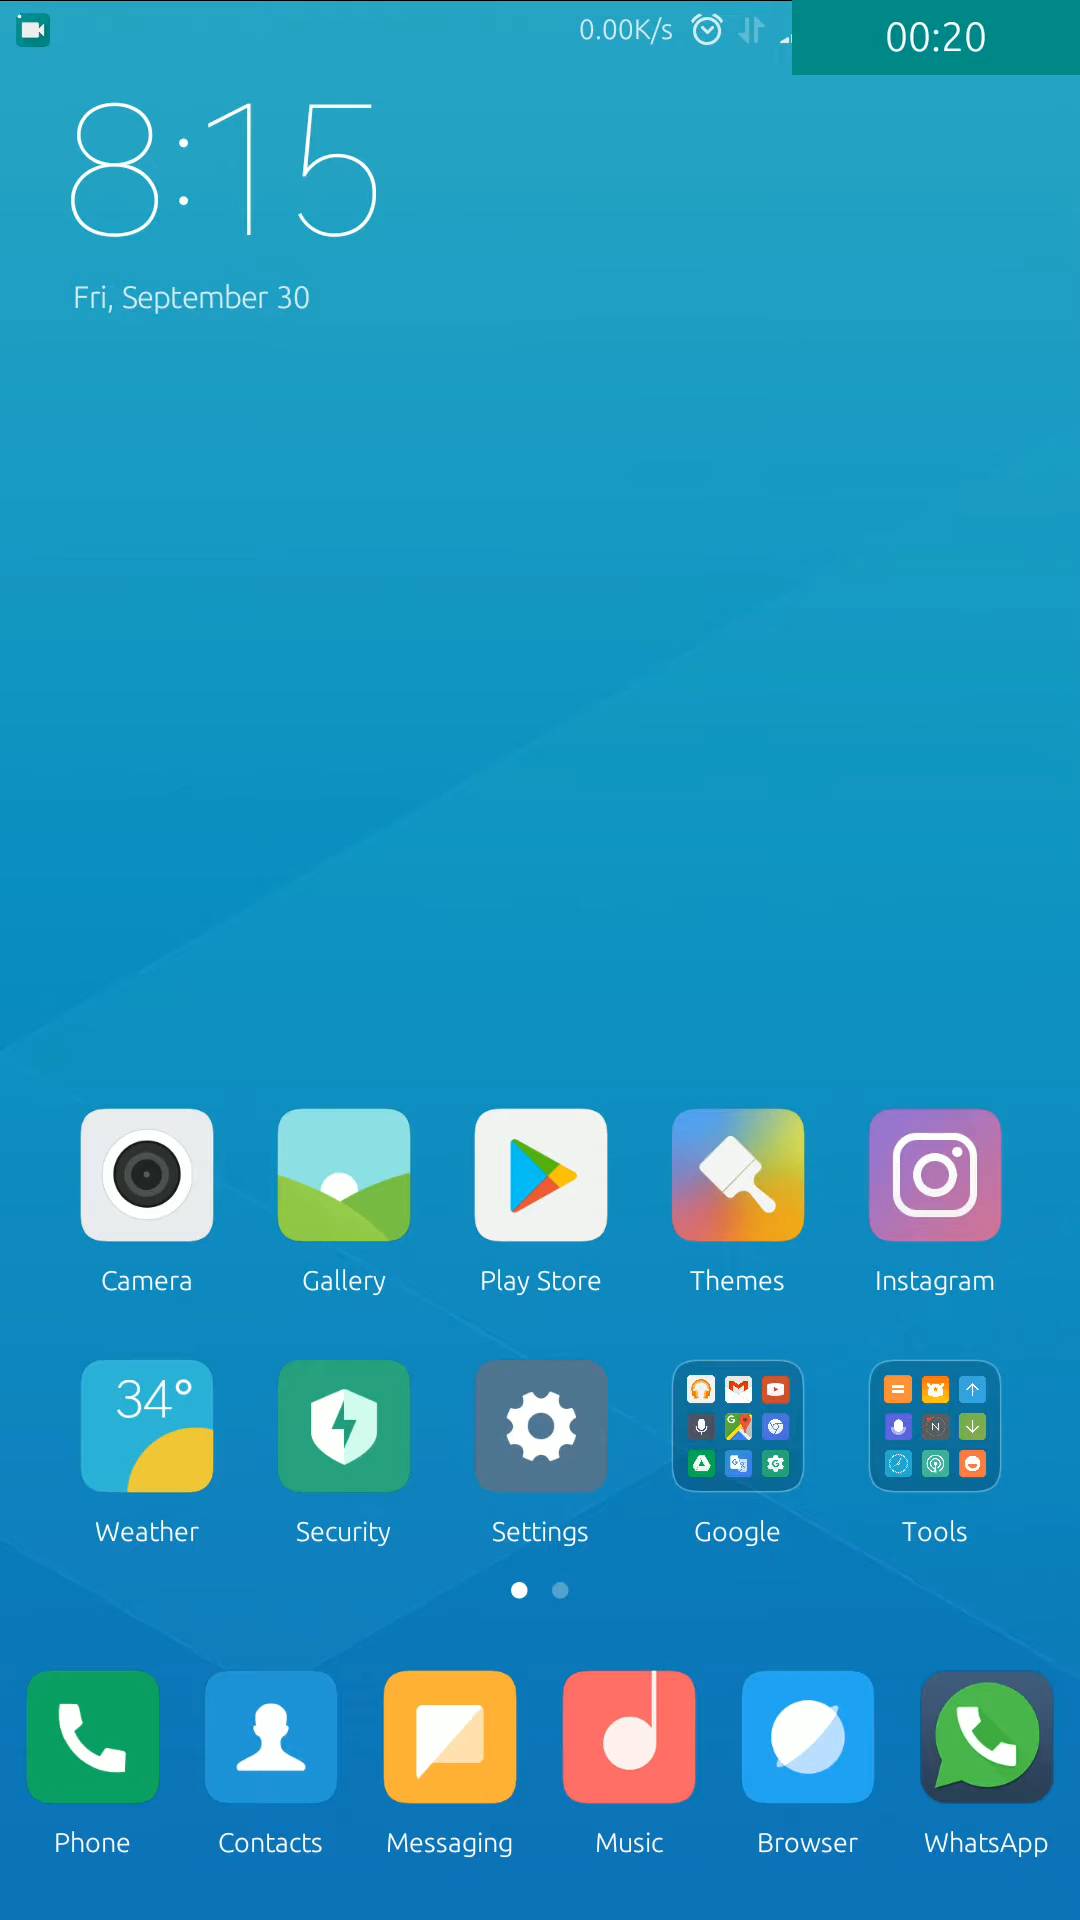 0.00K/s
00:20
8:15
Fri, September 30
Camera
Gallery
Play Store
Themes
Instagram
34°
Weather
Security
Settings
Google
Tools
Phone
Contacts
Messaging
Music
Browser
WhatsApp